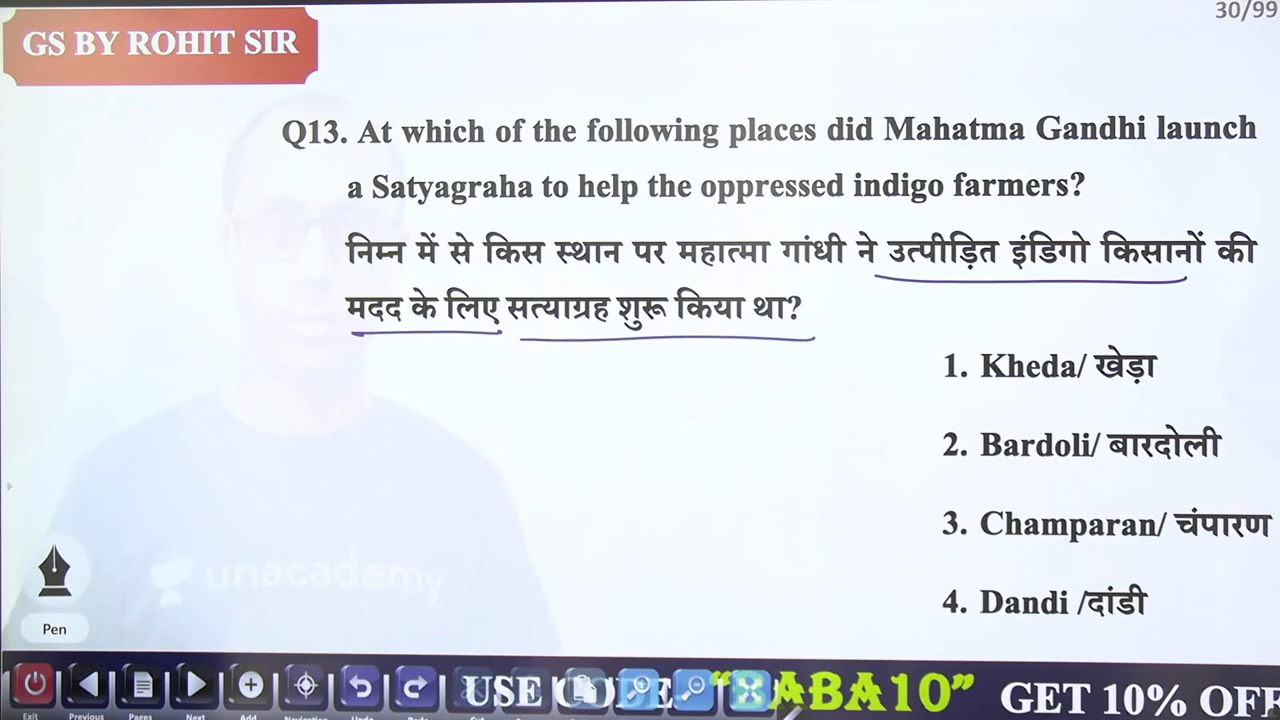 30/99
GS BY ROHIT SIR
Q13. At which of the following places did Mahatma Gandhi launch
a Satyagraha to help the oppressed indigo farmers?
निम्न में से किस स्थान पर महात्मा गांधी ने उत्पीड़ित इंडिगो किसानों की
मदद के लिए सत्याग्रह शुरू किया था?
1. Kheda/ खेड़ा
2. Bardoli/ बारदोली
3. Champaran/ चंपारण
4. Dandi /दांडी
unacademy
Pen
USE CODE "BABA10" GET 10% OFF
Exit Previous Pages Next Add Navigation Undo Redo